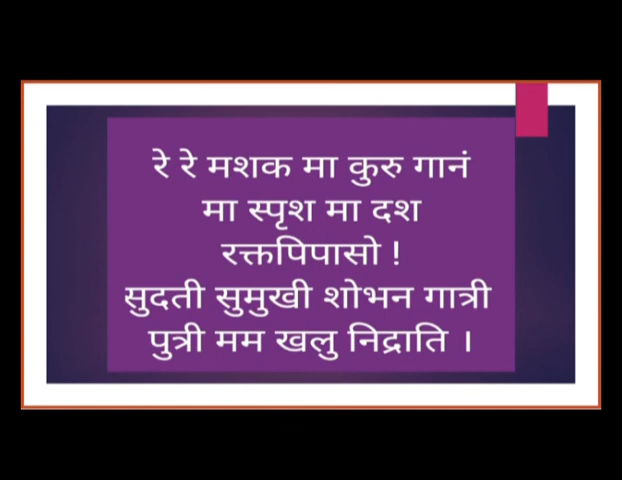 रे रे मशक मा कुरु गानं
मा स्पृश मा दश
रक्तपिपासो !
सुदती सुमुखी शोभन गात्री
पुत्री मम खलु निद्राति ।